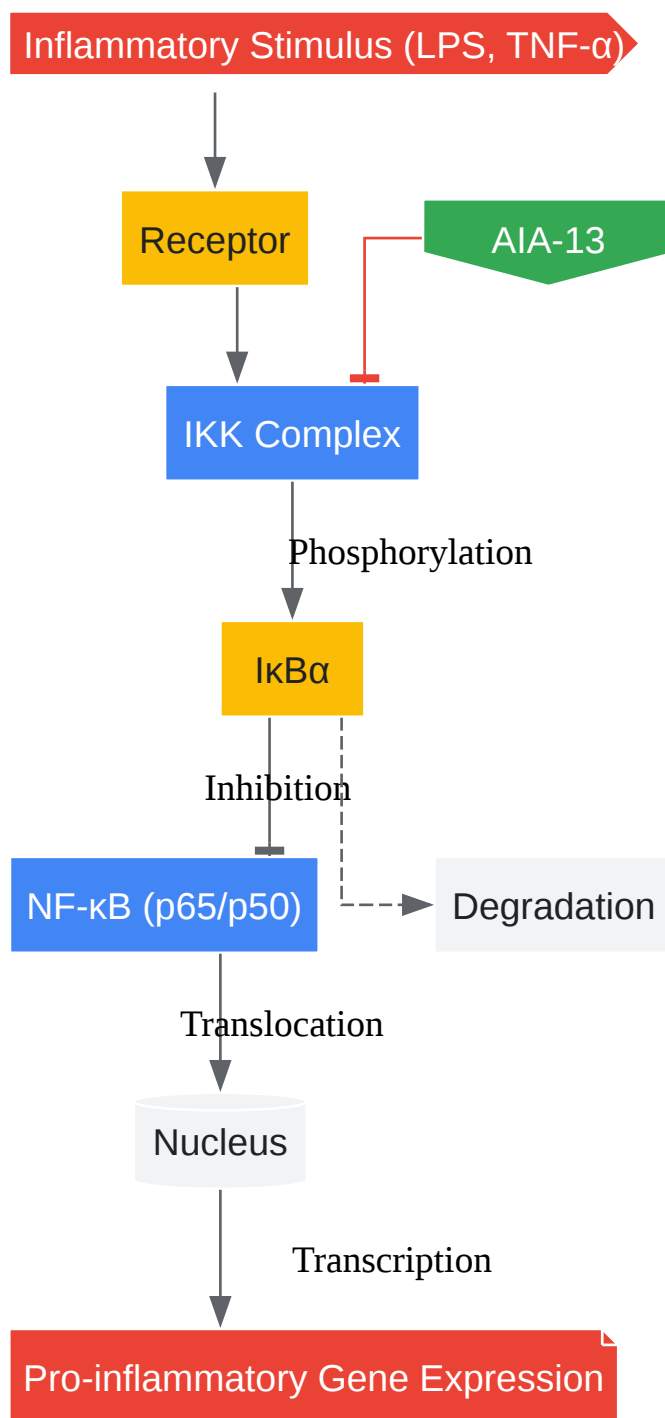 Inflammatory Stimulus (LPS, TNF-α)
Receptor
AIA-13
IKK Complex
Phosphorylation
IκBα
Inhibition
NF-κB (p65/p50)
Degradation
Translocation
Nucleus
Transcription
Pro-inflammatory Gene Expression